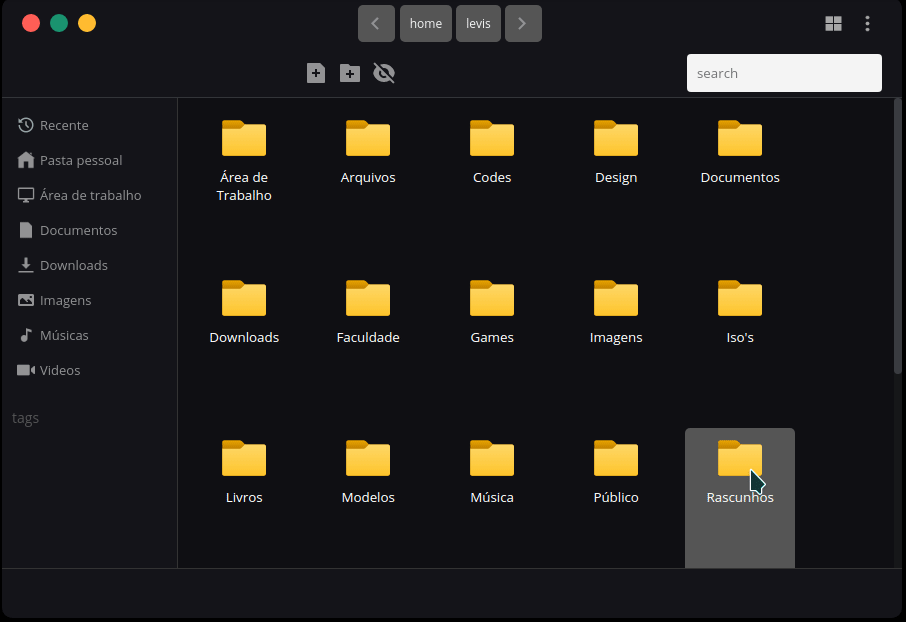 home
levis
search
Recente
Pasta pessoal
Área de trabalho
Documentos
Downloads
Imagens
Músicas
Videos
tags
Área de
Trabalho
Arquivos
Codes
Design
Documentos
Downloads
Faculdade
Games
Imagens
Iso's
Livros
Modelos
Música
Público
Rascunhos